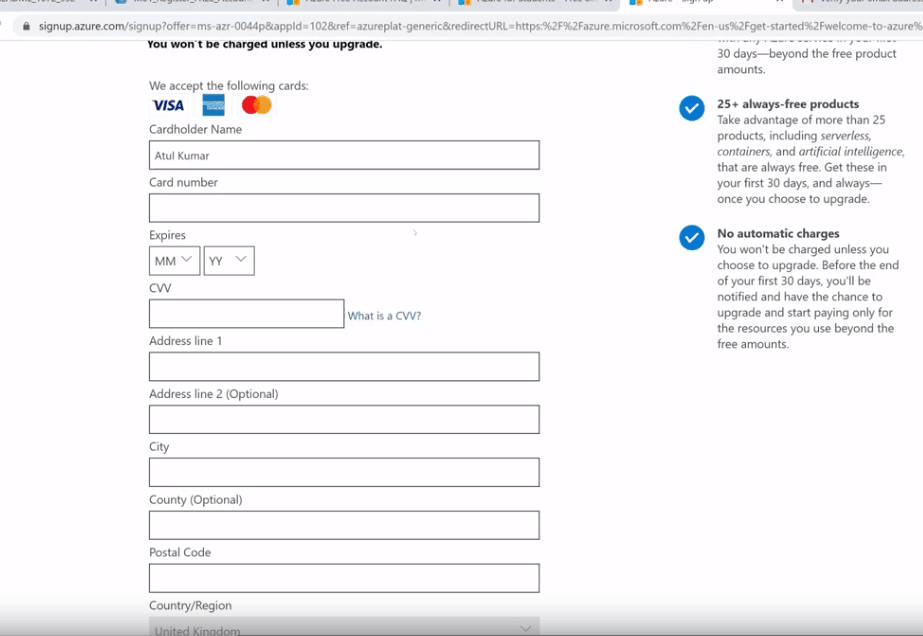 signup.azure.com/signup?offer=ms-azr-0044p&appId=102&ref=azureplat-generic&redirectURL=https:%2F%2Fazure.microsoft.com%2Fen-us%2Fget-started%2Fwelcome-to-azure%
You won't be charged unless you upgrade.
We accept the following cards:
VISA
Cardholder Name
Atul Kumar
Card number
Expires
MM YY
CVV
What is a CVV?
Address line 1
Address line 2 (Optional)
City
County (Optional)
Postal Code
Country/Region
United Kingdom
30 days—beyond the free product
amounts.
25+ always-free products
Take advantage of more than 25
products, including serverless,
containers, and artificial intelligence,
that are always free. Get these in
your first 30 days, and always—
once you choose to upgrade.
No automatic charges
You won't be charged unless you
choose to upgrade. Before the end
of your first 30 days, you'll be
notified and have the chance to
upgrade and start paying only for
the resources you use beyond the
free amounts.